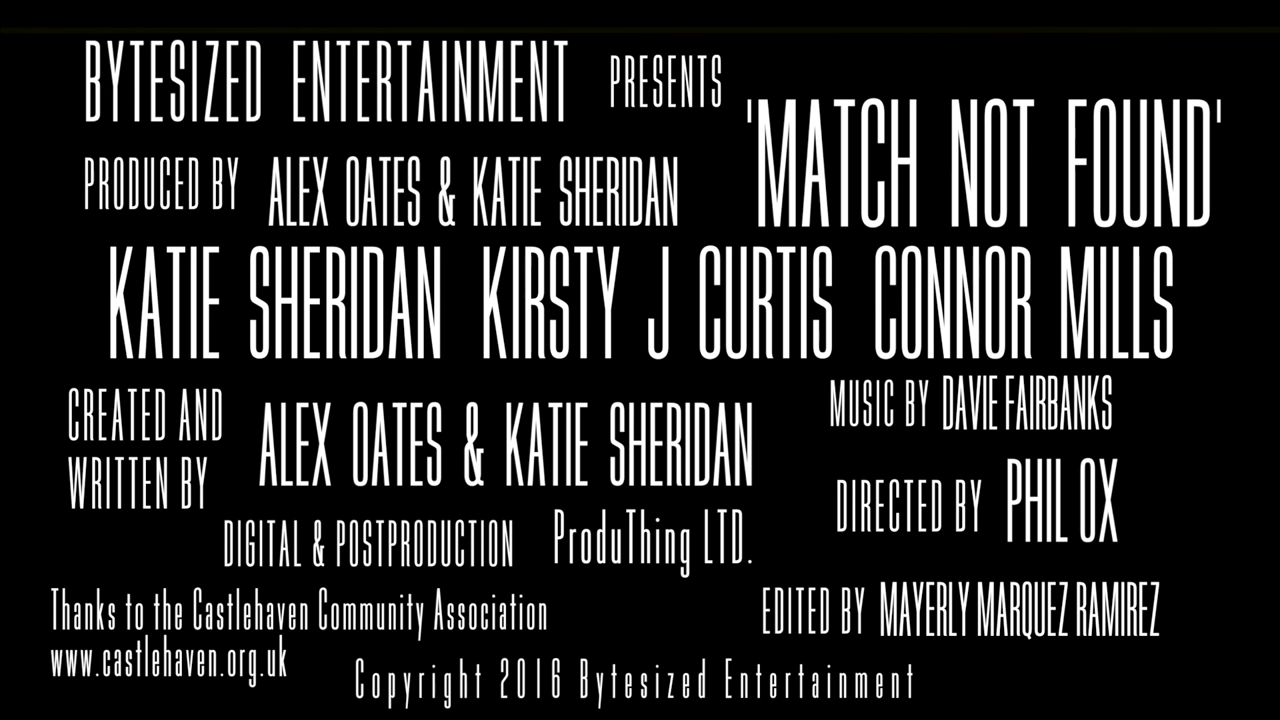 BYTESIZED ENTERTAINMENT PRESENTS
'MATCH NOT FOUND'
PRODUCED BY ALEX OATES & KATIE SHERIDAN
KATIE SHERIDAN KIRSTY J CURTIS CONNOR MILLS
CREATED AND
WRITTEN BY
ALEX OATES & KATIE SHERIDAN
MUSIC BY DAVIE FAIRBANKS
DIRECTED BY PHIL OX
DIGITAL & POSTPRODUCTION ProduThing LTD.
EDITED BY MAYERLY MARQUEZ RAMIREZ
Thanks to the Castlehaven Community Association
www.castlehaven.org.uk
Copyright 2016 Bytesized Entertainment